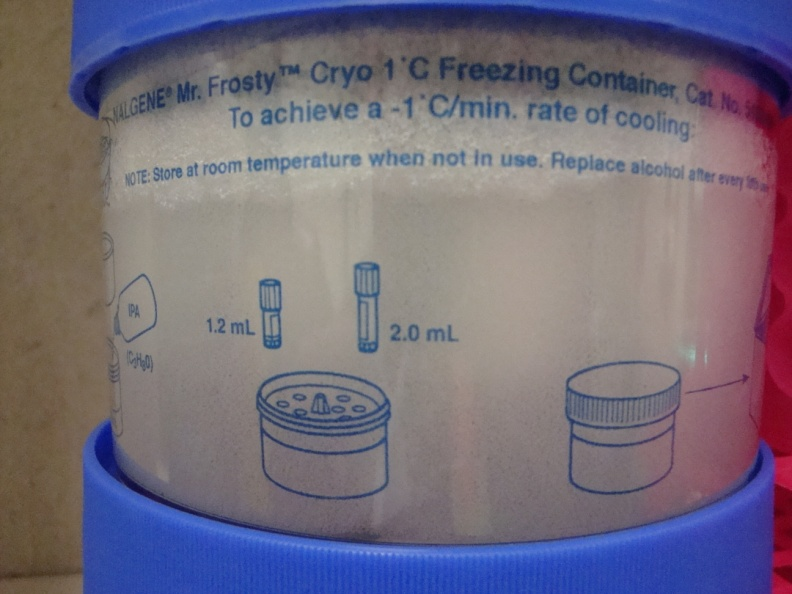 NALGENE® Mr. Frosty™ Cryo 1°C Freezing Container, Cat. No.
To achieve a -1°C/min. rate of cooling.
NOTE: Store at room temperature when not in use. Replace alcohol after every
IPA
(C₃H₈O)
1.2 mL
2.0 mL